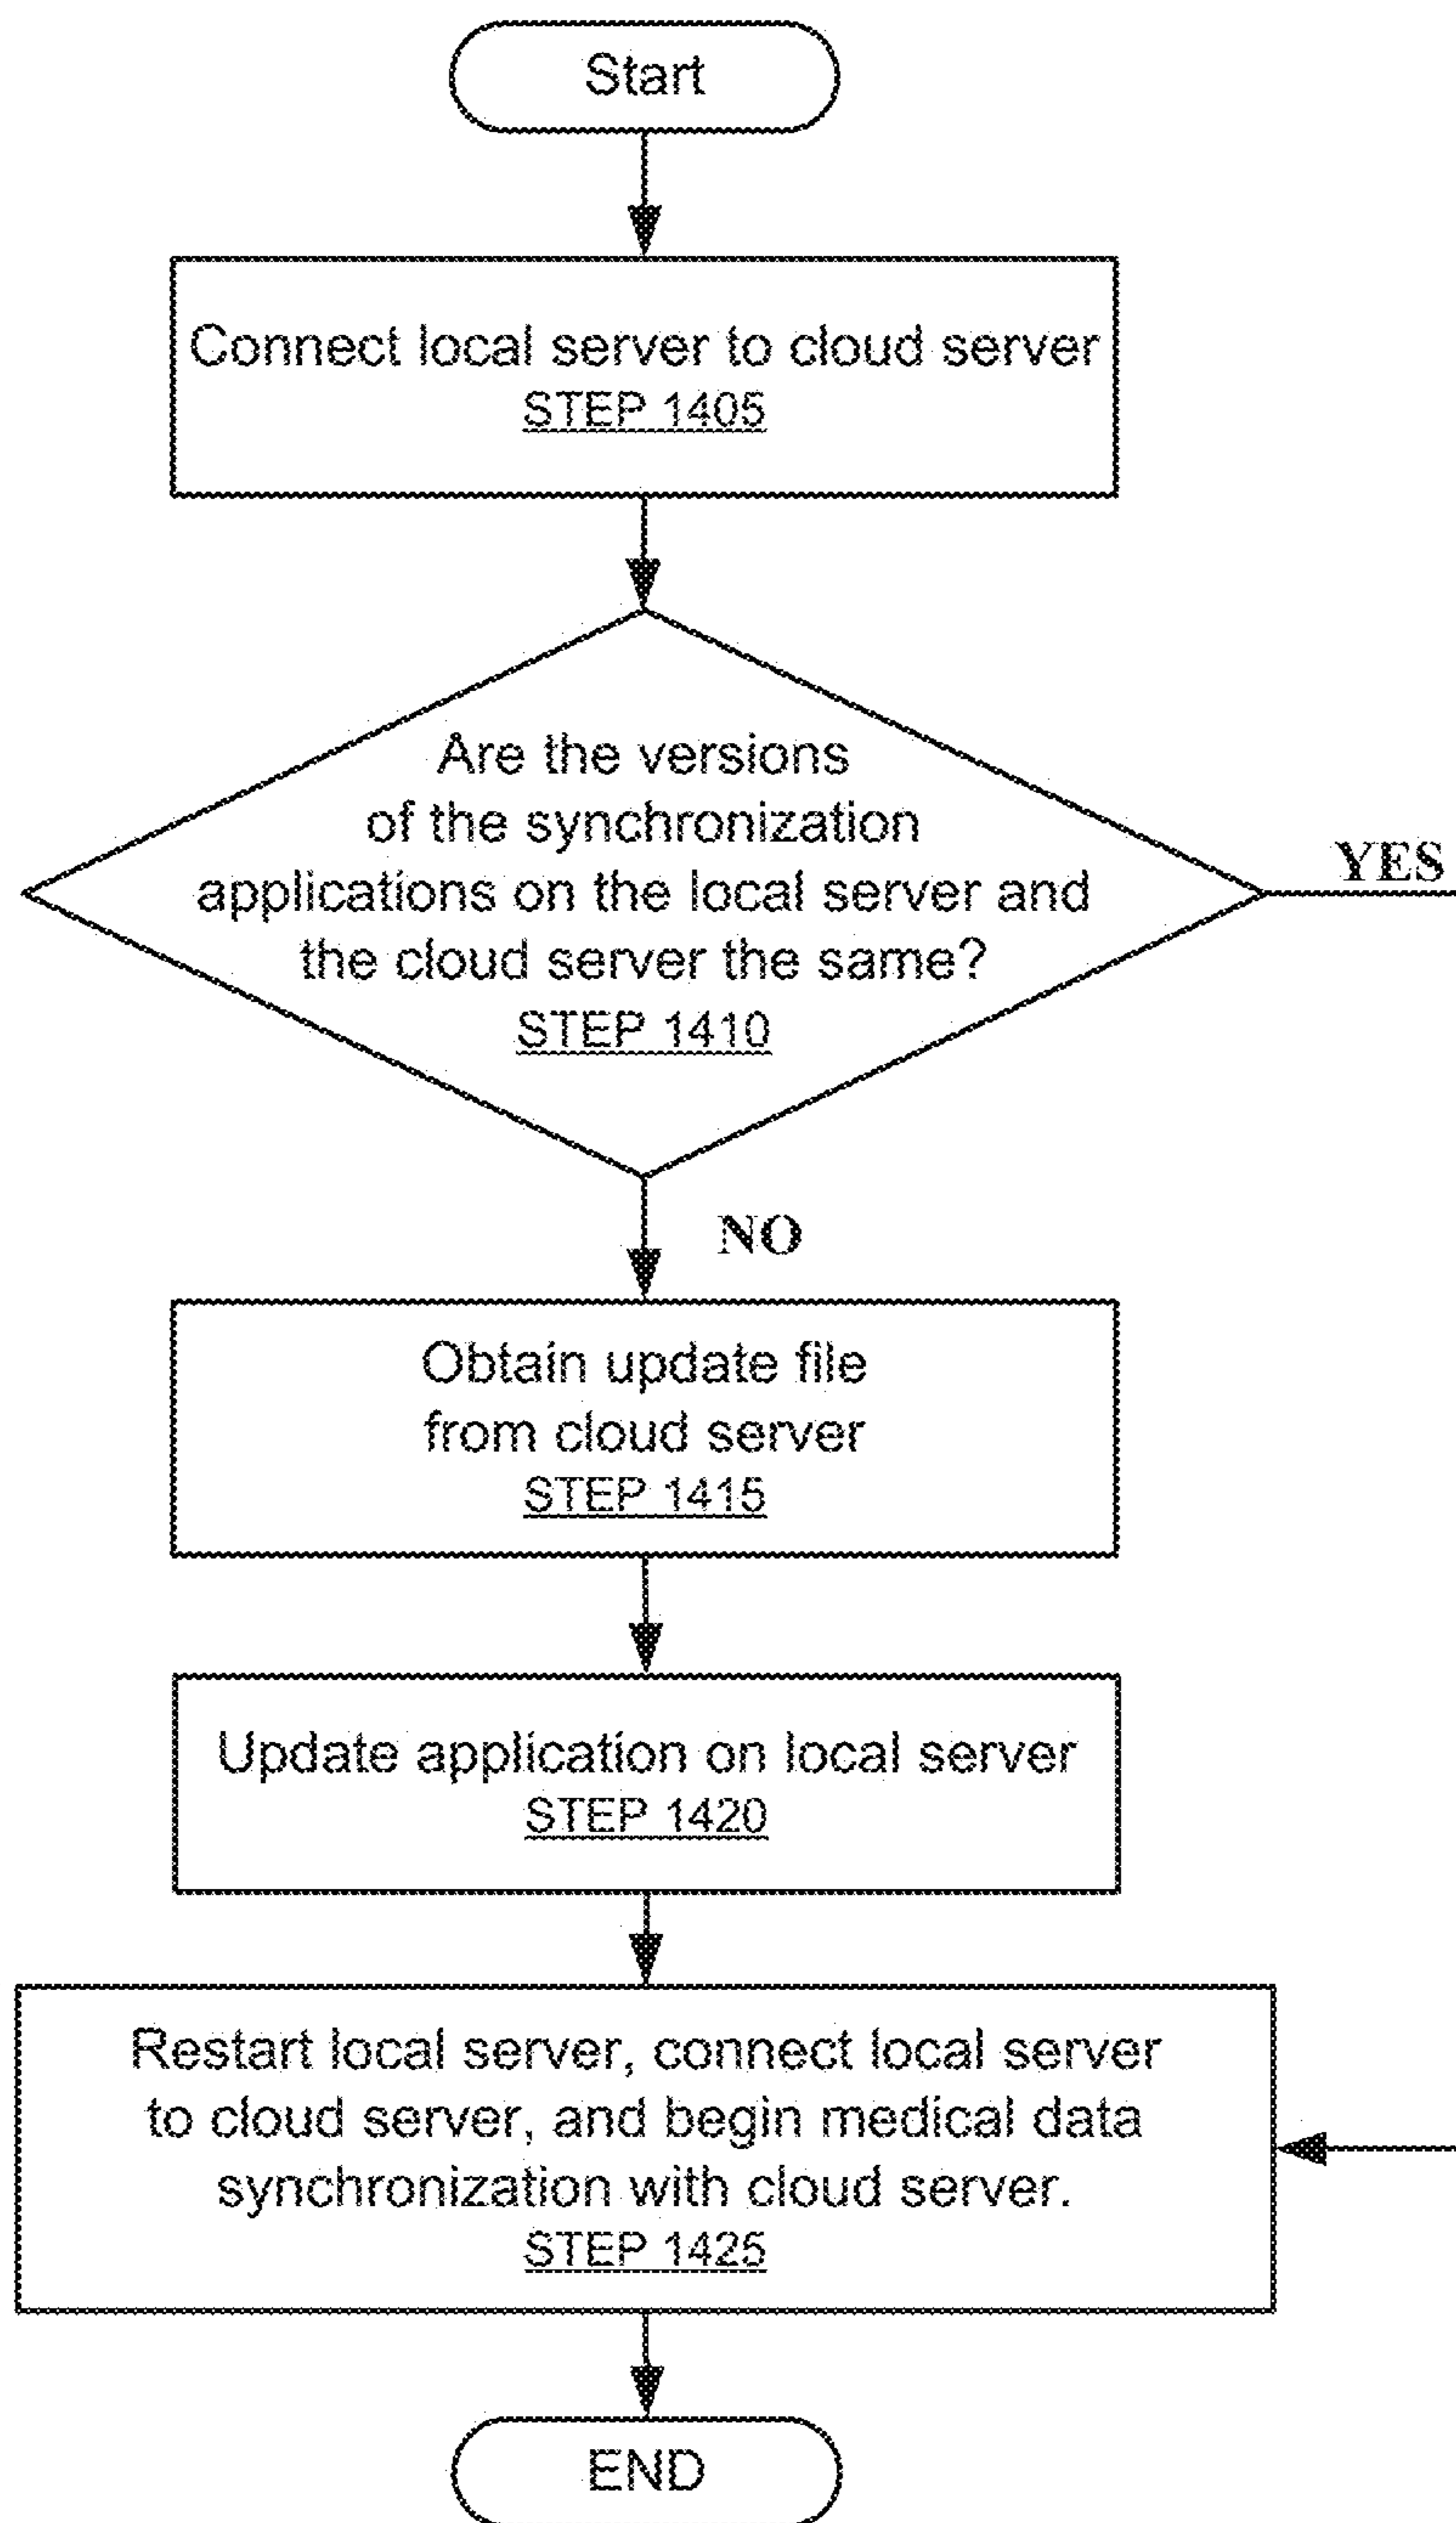 Start
Connect local server to cloud server
STEP 1405
Are the versions
of the synchronization
applications on the local server and
the cloud server the same?
STEP 1410
YES
NO
Obtain update file
from cloud server
STEP 1415
Update application on local server
STEP 1420
Restart local server, connect local server
to cloud server, and begin medical data
synchronization with cloud server.
STEP 1425
END